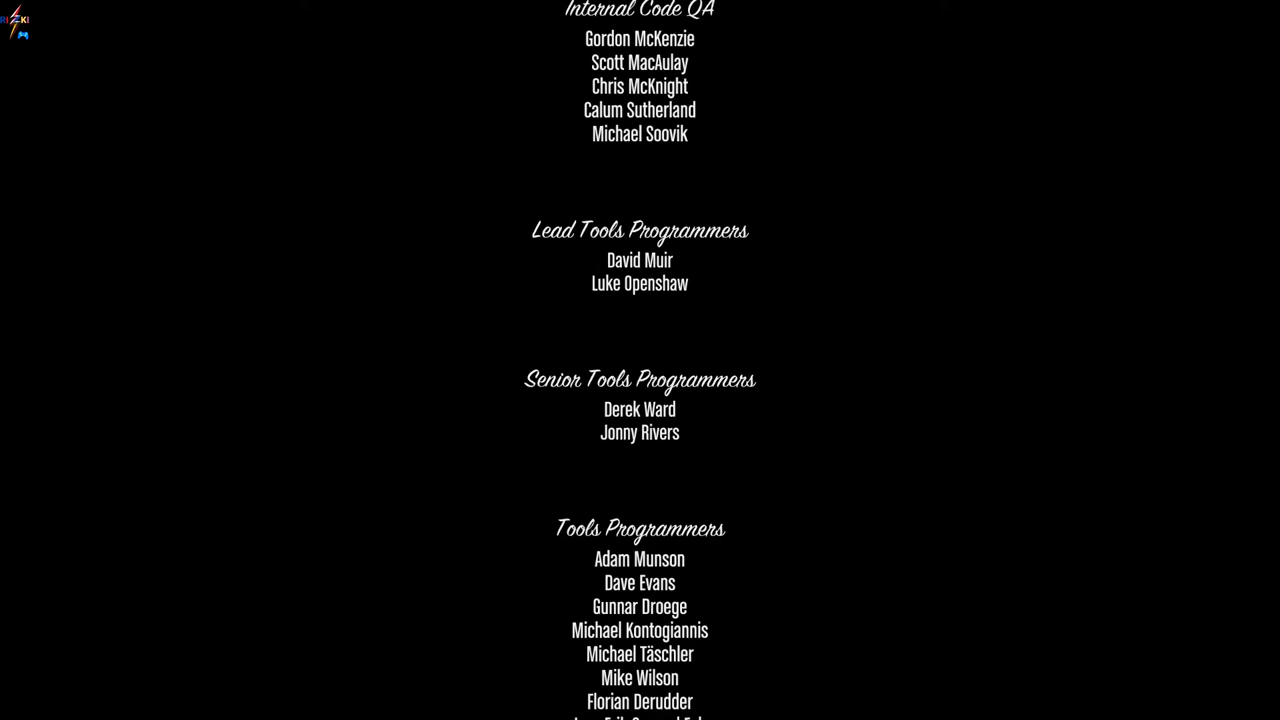 RIZKI
Internal Code QA
Gordon McKenzie
Scott MacAulay
Chris McKnight
Calum Sutherland
Michael Soovik
Lead Tools Programmers
David Muir
Luke Openshaw
Senior Tools Programmers
Derek Ward
Jonny Rivers
Tools Programmers
Adam Munson
Dave Evans
Gunnar Droege
Michael Kontogiannis
Michael Täschler
Mike Wilson
Florian Derudder